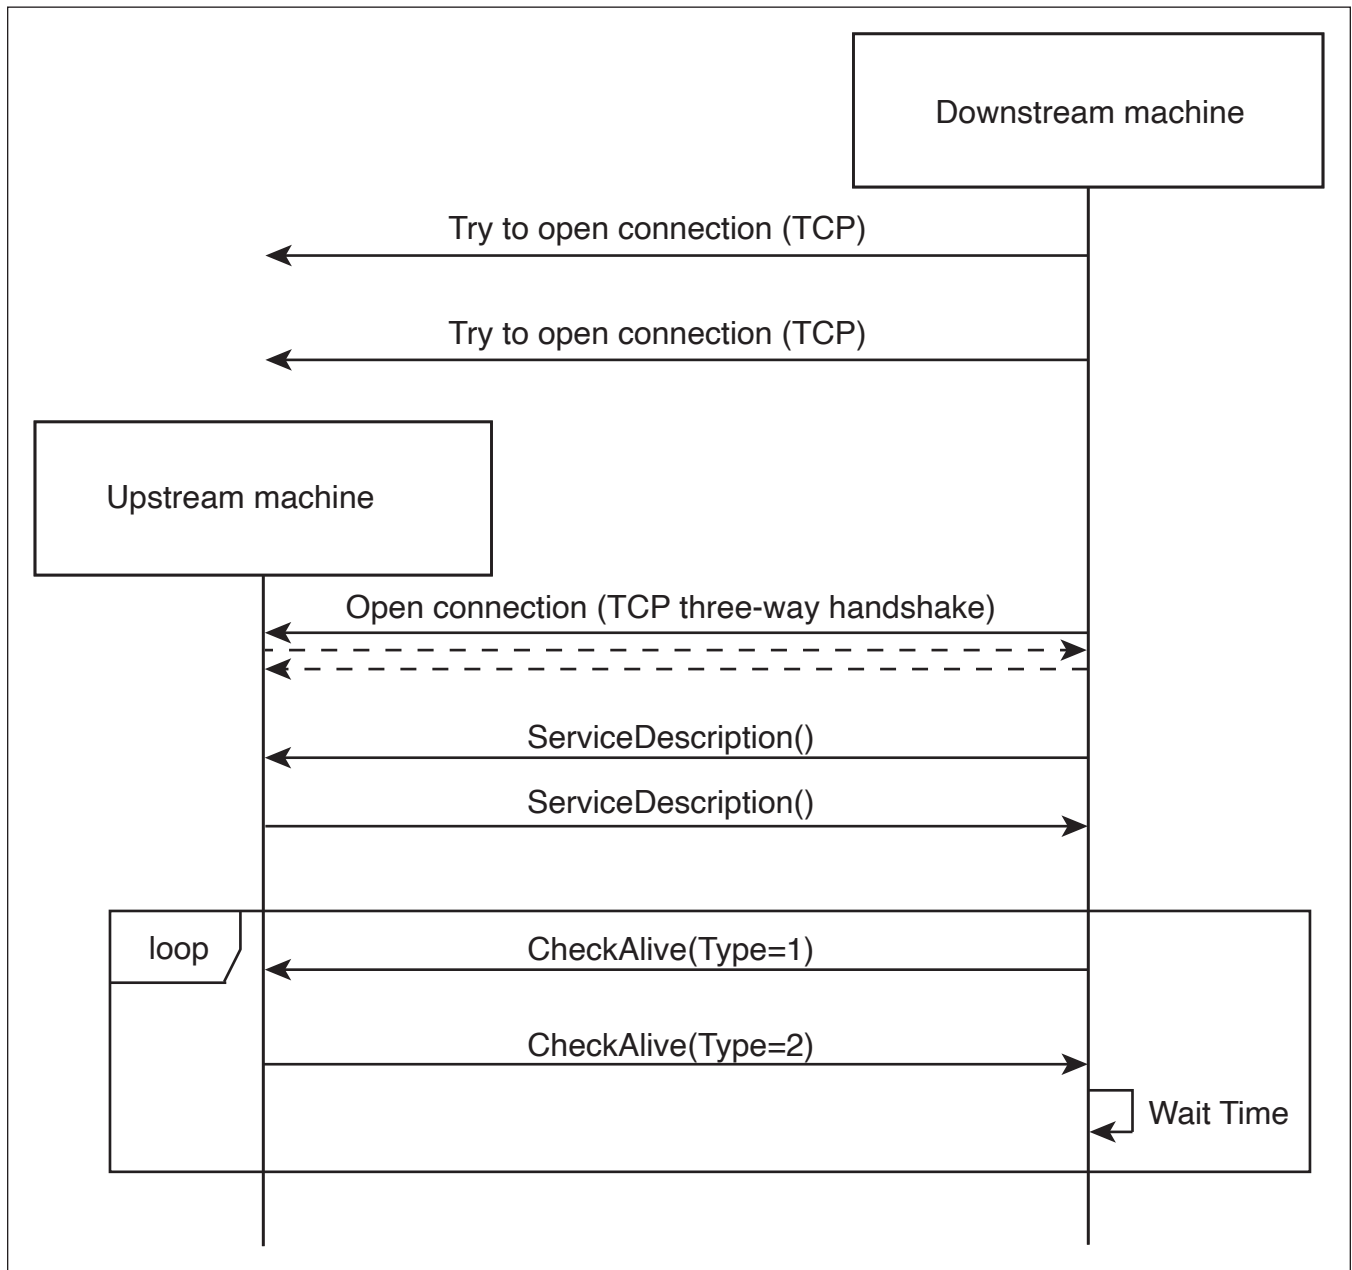 Downstream machine
Try to open connection (TCP)
Try to open connection (TCP)
Upstream machine
Open connection (TCP three-way handshake)
ServiceDescription()
ServiceDescription()
loop
CheckAlive(Type=1)
CheckAlive(Type=2)
Wait Time